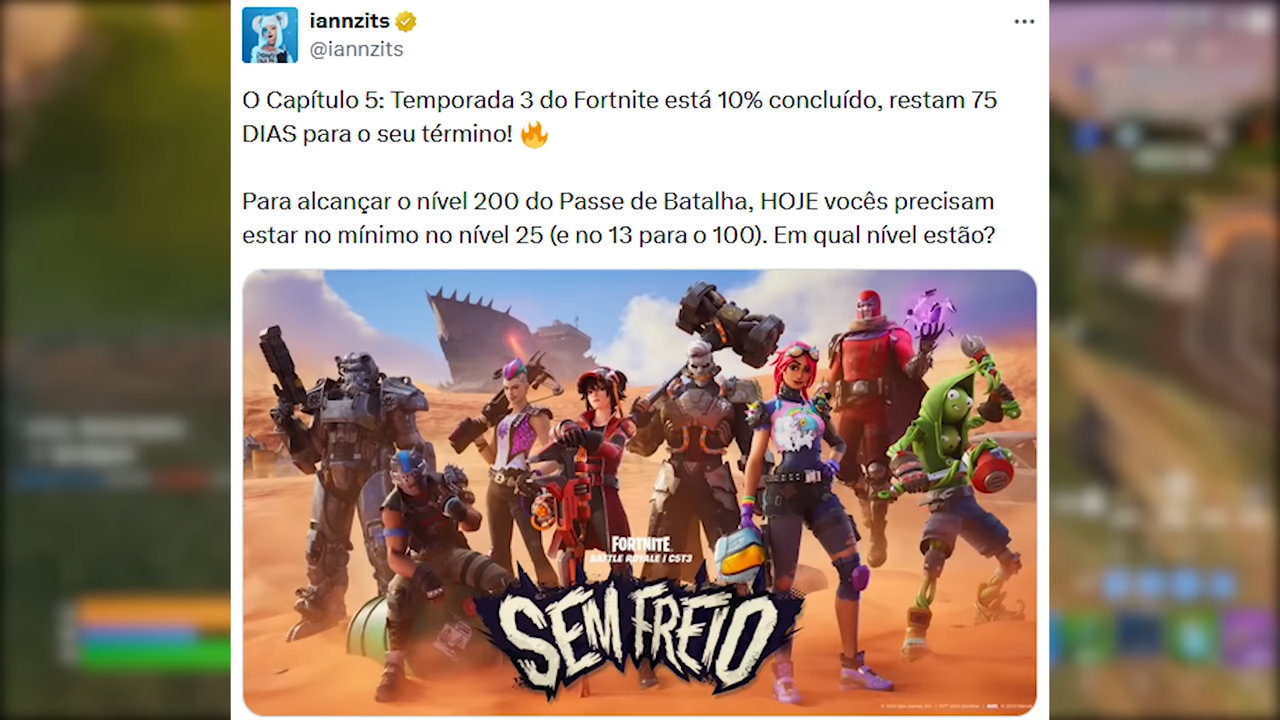 iannzits
@iannzits
O Capítulo 5: Temporada 3 do Fortnite está 10% concluído, restam 75
DIAS para o seu término! 🔥
Para alcançar o nível 200 do Passe de Batalha, HOJE vocês precisam
estar no mínimo no nível 25 (e no 13 para o 100). Em qual nível estão?
FORTNITE
BATTLE ROYALE / C5T3
SEM FREIO